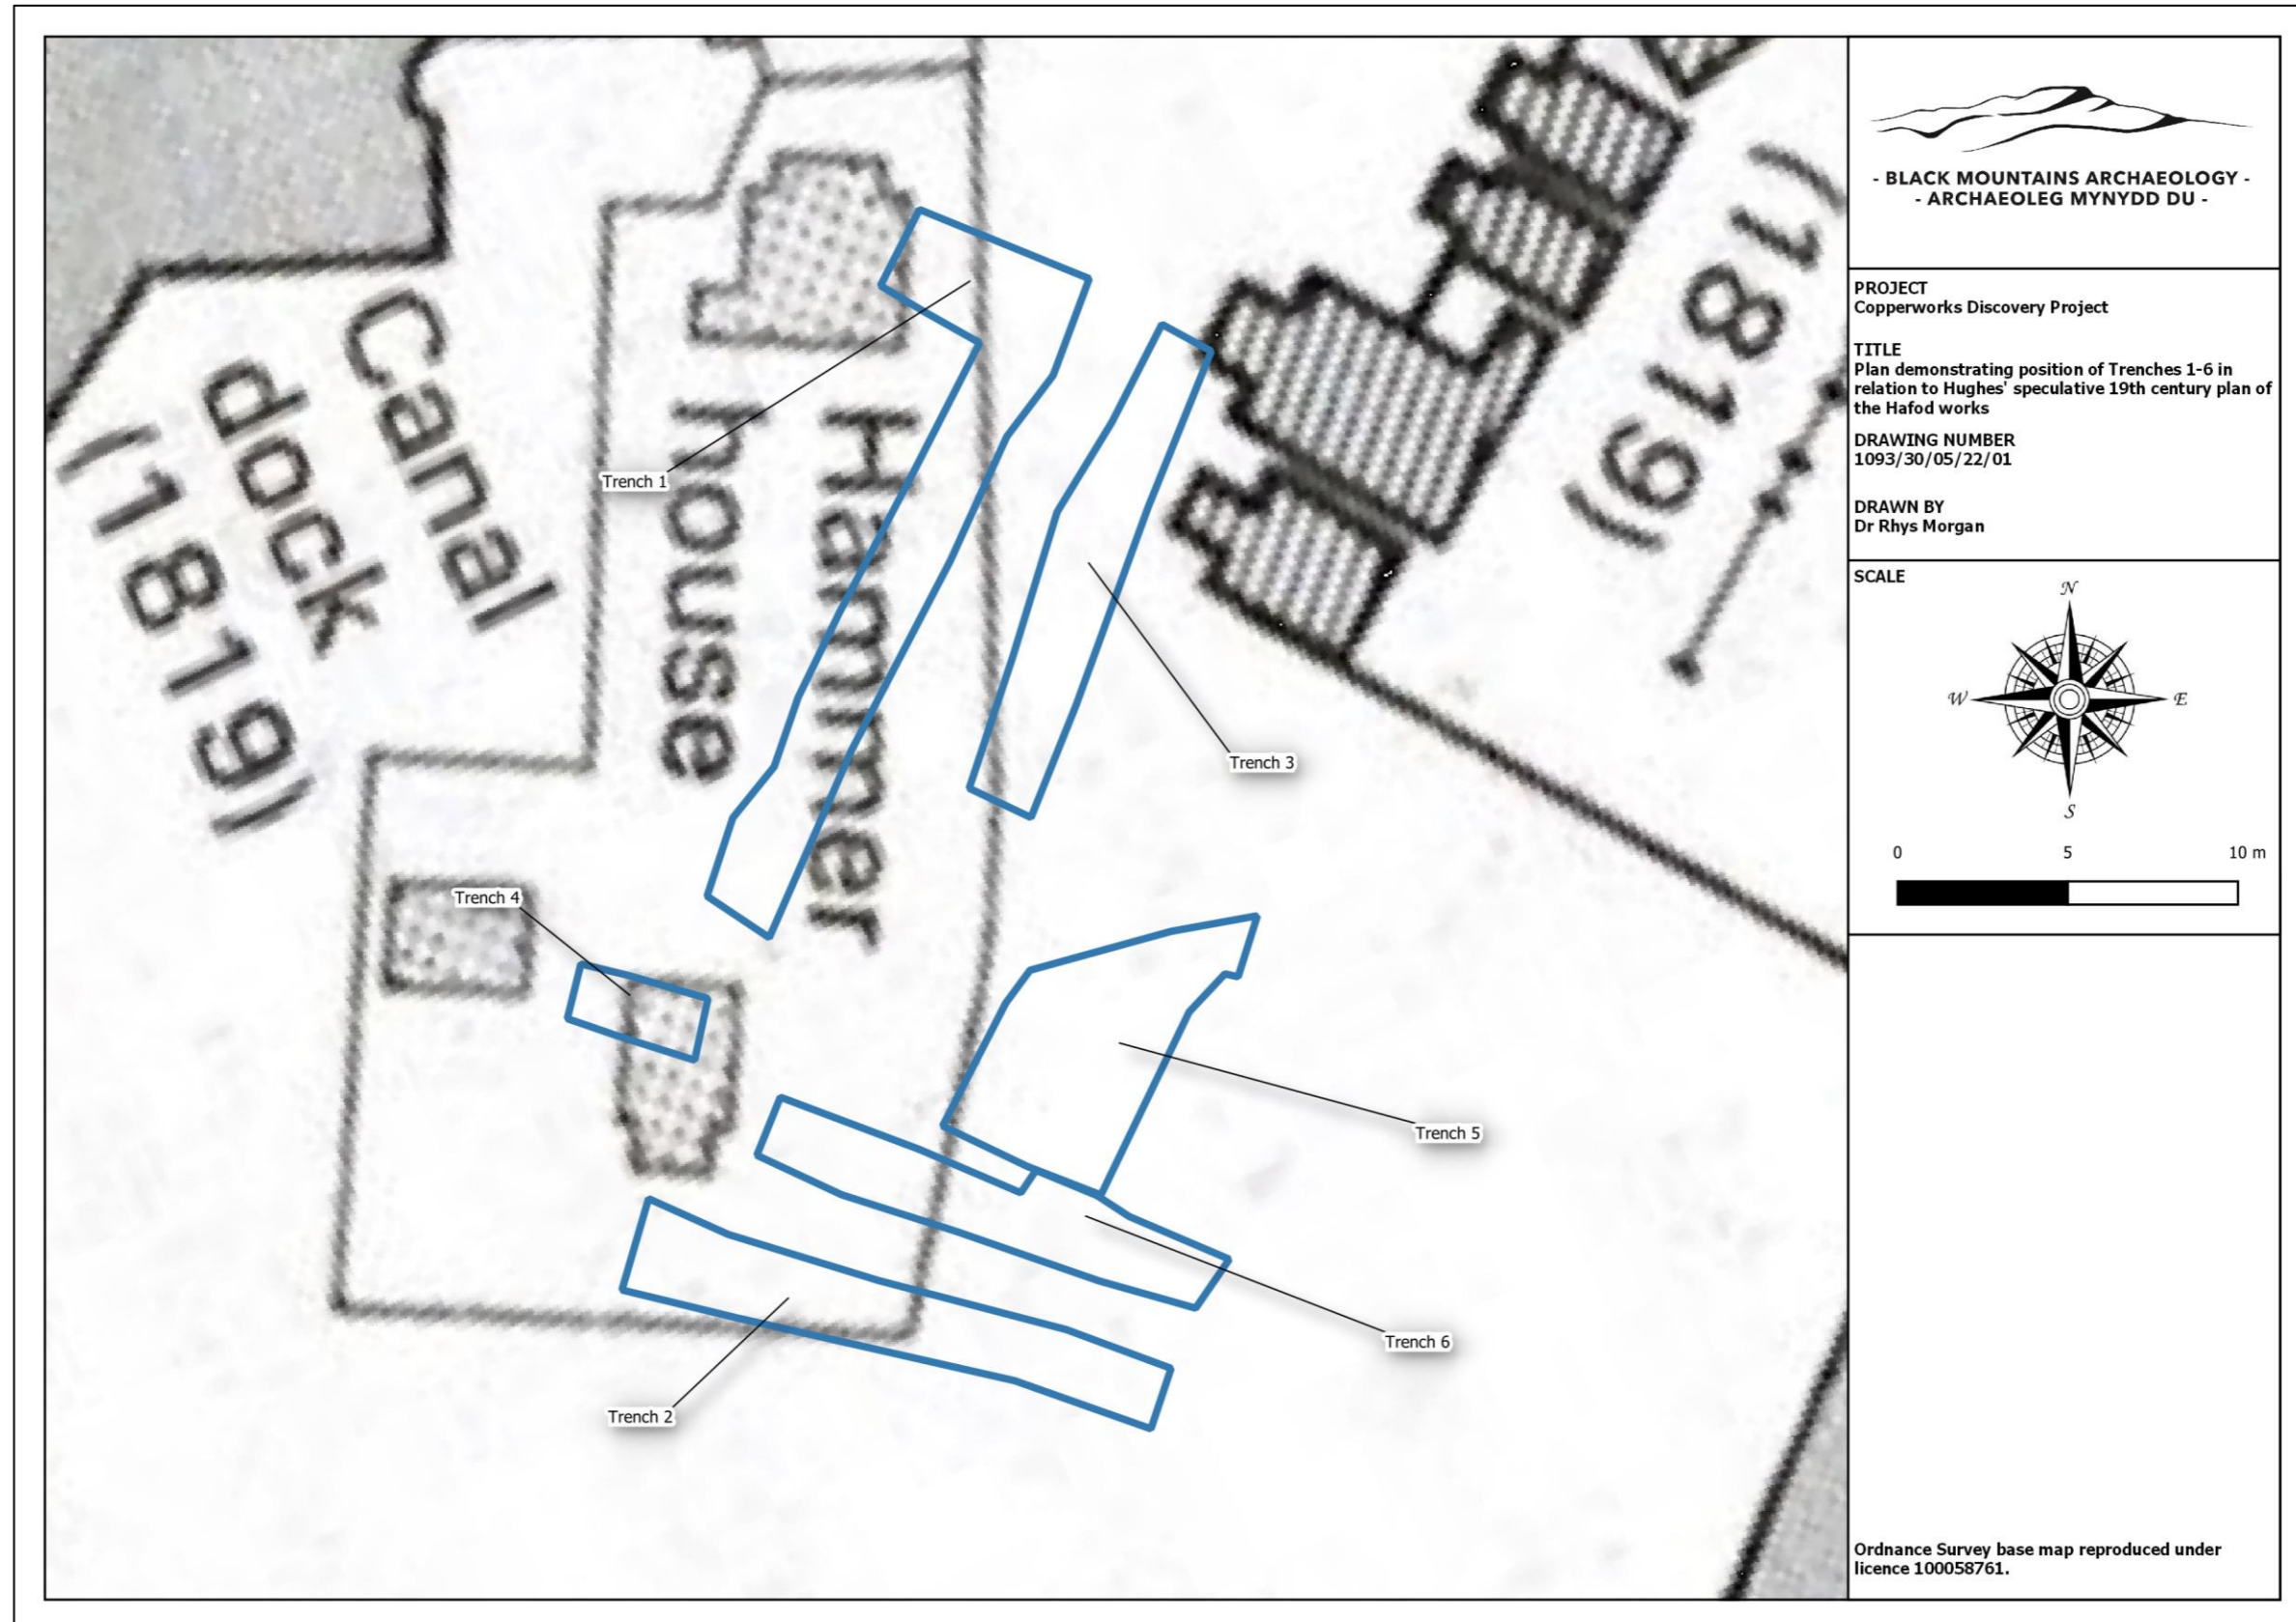 Canal
dock
(1819)
Hammer
house
(1819)
Trench 1
Trench 3
Trench 4
Trench 5
Trench 6
Trench 2
- BLACK MOUNTAINS ARCHAEOLOGY -
- ARCHAEOLEG MYNYDD DU -
PROJECT
Copperworks Discovery Project
TITLE
Plan demonstrating position of Trenches 1-6 in
relation to Hughes' speculative 19th century plan of
the Hafod works
DRAWING NUMBER
1093/30/05/22/01
DRAWN BY
Dr Rhys Morgan
SCALE
N
W E
S
0 5 10 m
Ordnance Survey base map reproduced under
licence 100058761.